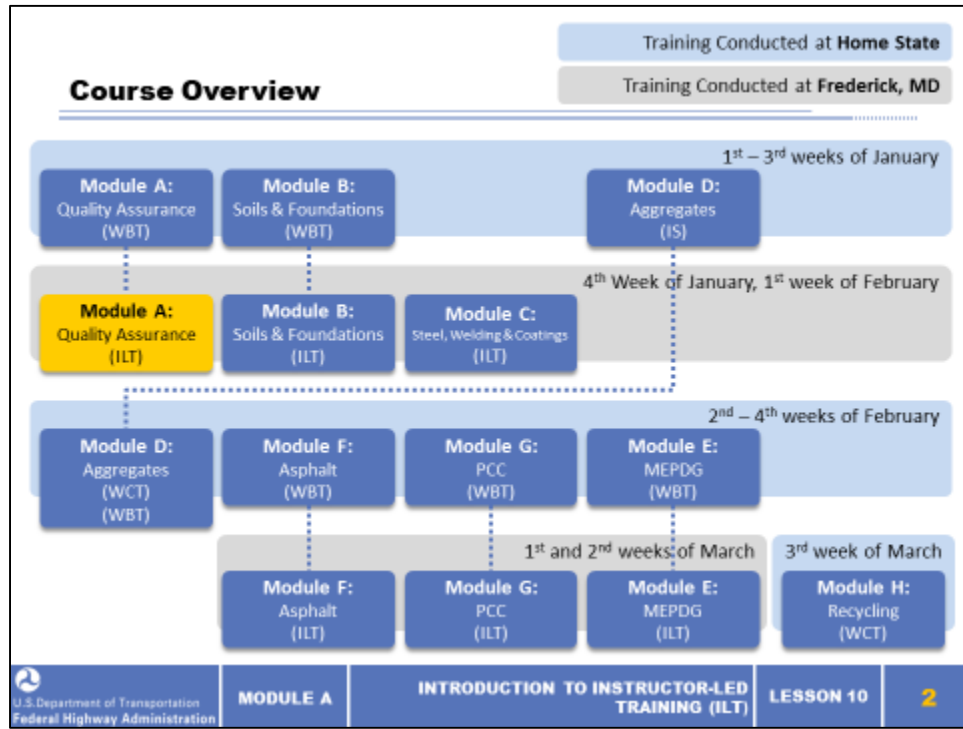 Training Conducted at Home State
Training Conducted at Frederick, MD
Course Overview
1st – 3rd weeks of January
Module A:
Quality Assurance
(WBT)
Module B:
Soils & Foundations
(WBT)
Module D:
Aggregates
(IS)
4th Week of January, 1st week of February
Module A:
Quality Assurance
(ILT)
Module B:
Soils & Foundations
(ILT)
Module C:
Steel, Welding & Coatings
(ILT)
2nd – 4th weeks of February
Module D:
Aggregates
(WCT)
(WBT)
Module F:
Asphalt
(WBT)
Module G:
PCC
(WBT)
Module E:
MEPDG
(WBT)
1st and 2nd weeks of March
3rd week of March
Module F:
Asphalt
(ILT)
Module G:
PCC
(ILT)
Module E:
MEPDG
(ILT)
Module H:
Recycling
(WCT)
U.S.Department of Transportation
Federal Highway Administration
MODULE A
INTRODUCTION TO INSTRUCTOR-LED
TRAINING (ILT)
LESSON 10
2